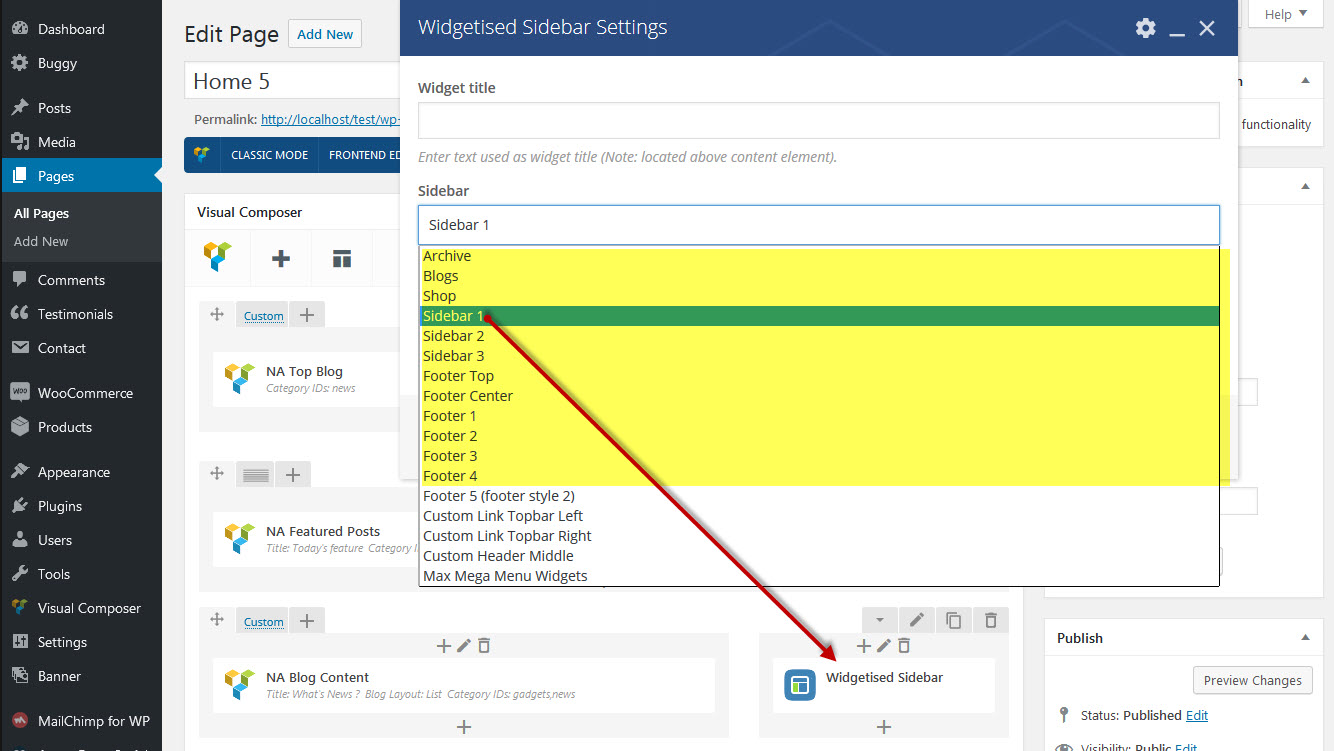 Dashboard
Buggy
Posts
Media
Pages
All Pages
Add New
Comments
Testimonials
Contact
WOO
WooCommerce
Products
Appearance
Plugins
Users
Tools
Visual Composer
Settings
Banner
MailChimp for WP
Edit Page
Add New
Home 5
Permalink: http://localhost/test/wp-
CLASSIC MODE
FRONTEND ED
Visual Composer
Custom
NA Top Blog
Category IDs: news
NA Featured Posts
Title: Today's feature Category I
Custom
NA Blog Content
Title: What's News ? Blog Layout: List Category IDs: gadgets,news
Widgetised Sidebar
Widgetised Sidebar Settings
Widget title
Enter text used as widget title (Note: located above content element).
Sidebar
Sidebar 1
Archive
Blogs
Shop
Sidebar 1
Sidebar 2
Sidebar 3
Footer Top
Footer Center
Footer 1
Footer 2
Footer 3
Footer 4
Footer 5 (footer style 2)
Custom Link Topbar Left
Custom Link Topbar Right
Custom Header Middle
Max Mega Menu Widgets
Help
n
functionality
Publish
Preview Changes
Status: Published Edit
Visibility: Public Edit